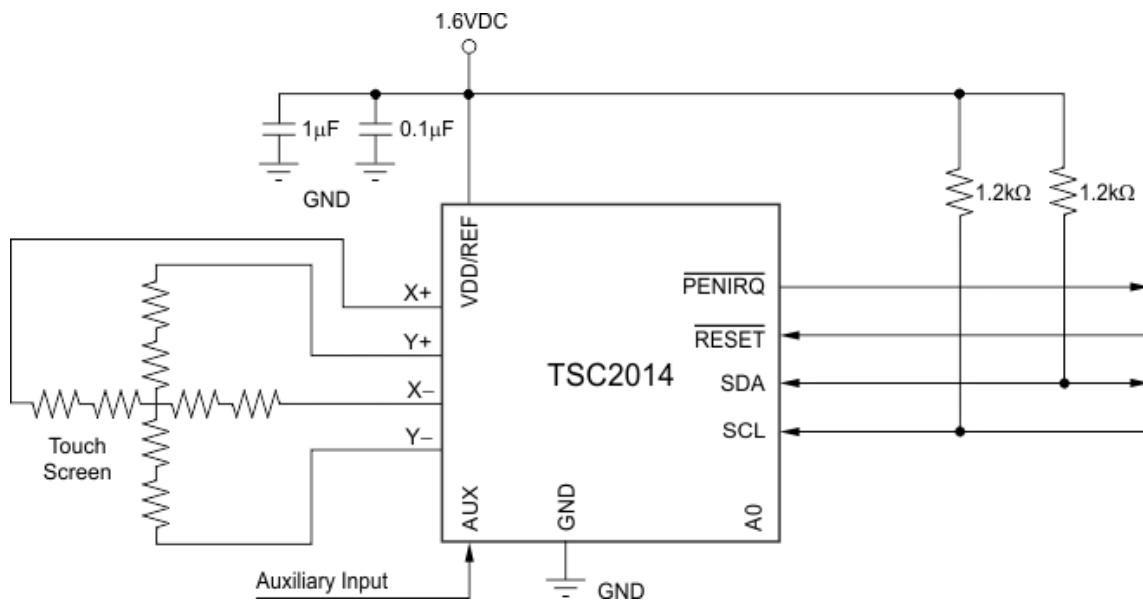 1.6VDC
1μF
0.1μF
GND
1.2kΩ
1.2kΩ
VDD/REF
X+
PENIRQ
Y+
RESET
TSC2014
X−
SDA
Y−
SCL
Touch
Screen
AUX
GND
A0
Auxiliary Input
GND